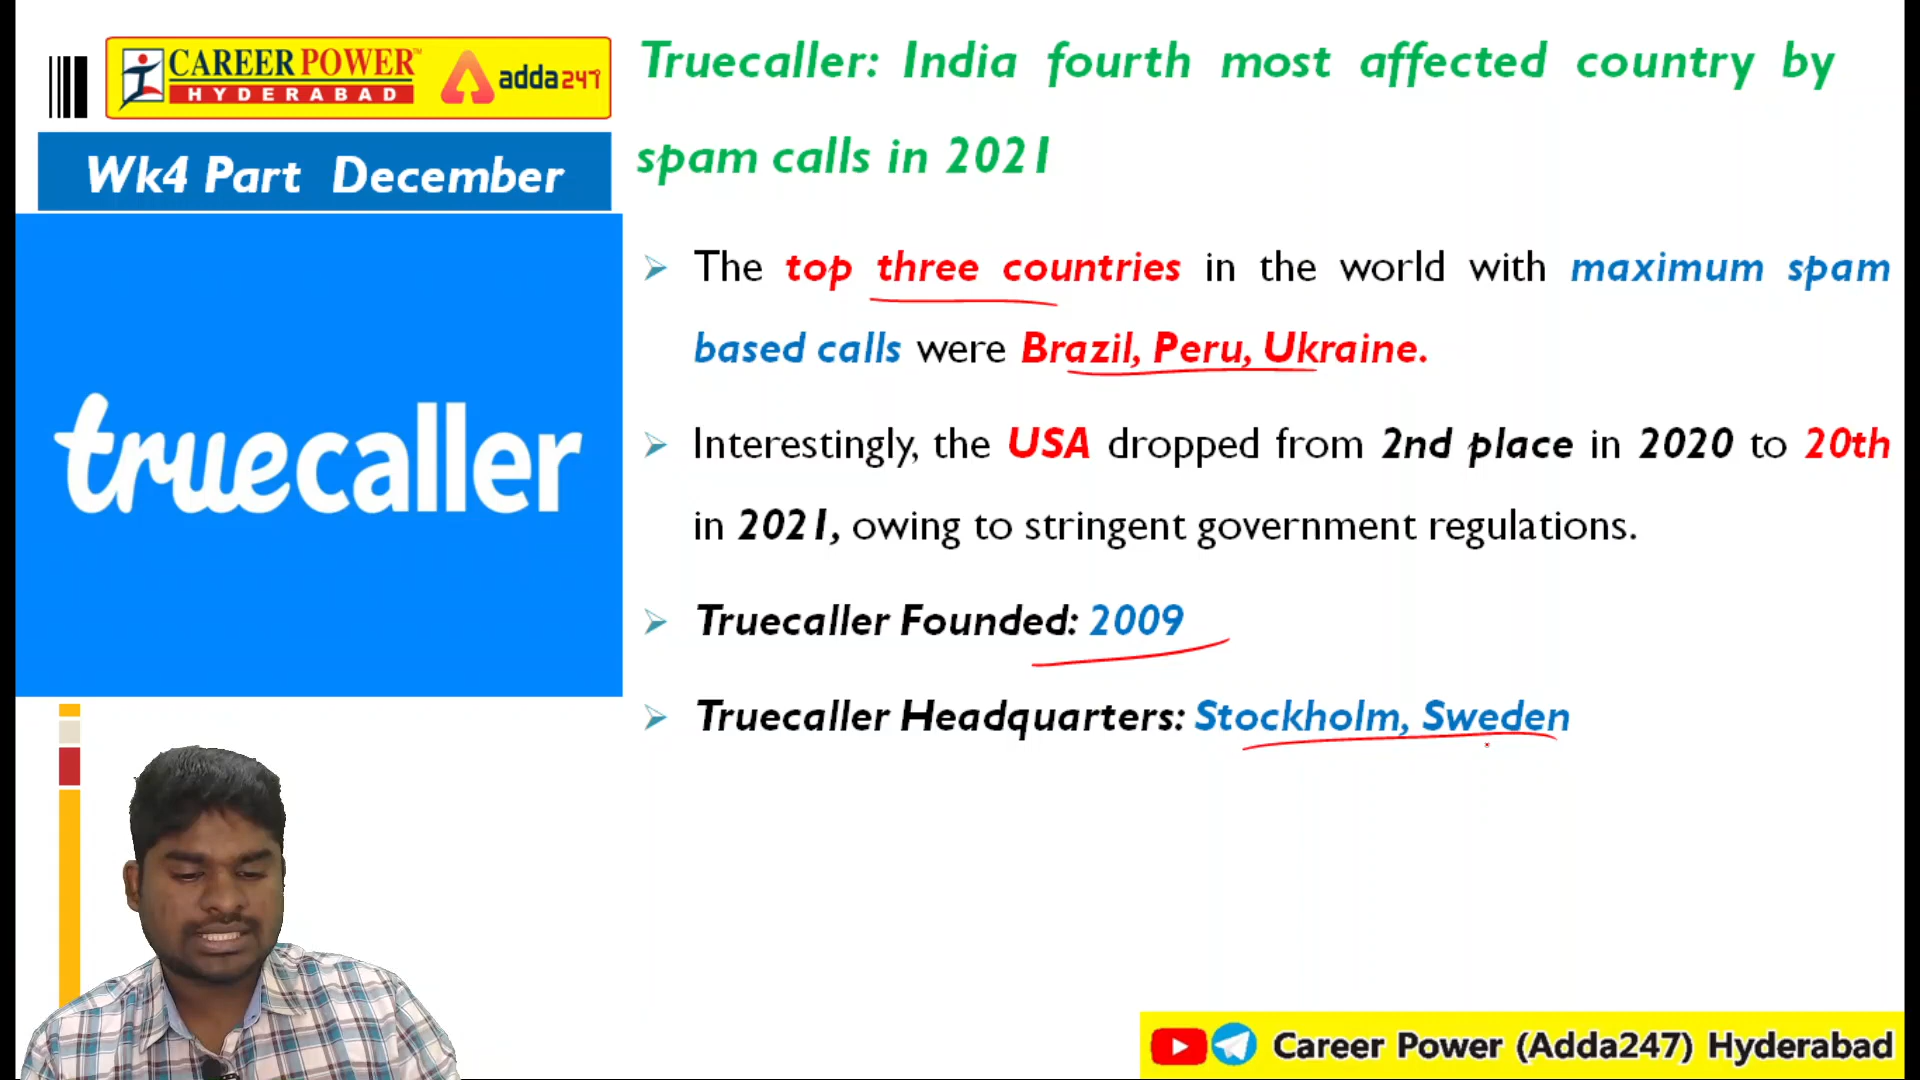 CAREER POWER
HYDERABAD
adda247
Wk4 Part December
truecaller
Truecaller: India fourth most affected country by
spam calls in 2021
The top three countries in the world with maximum spam
based calls were Brazil, Peru, Ukraine.
Interestingly, the USA dropped from 2nd place in 2020 to 20th
in 2021, owing to stringent government regulations.
Truecaller Founded: 2009
Truecaller Headquarters: Stockholm, Sweden
Career Power (Adda247) Hyderabad